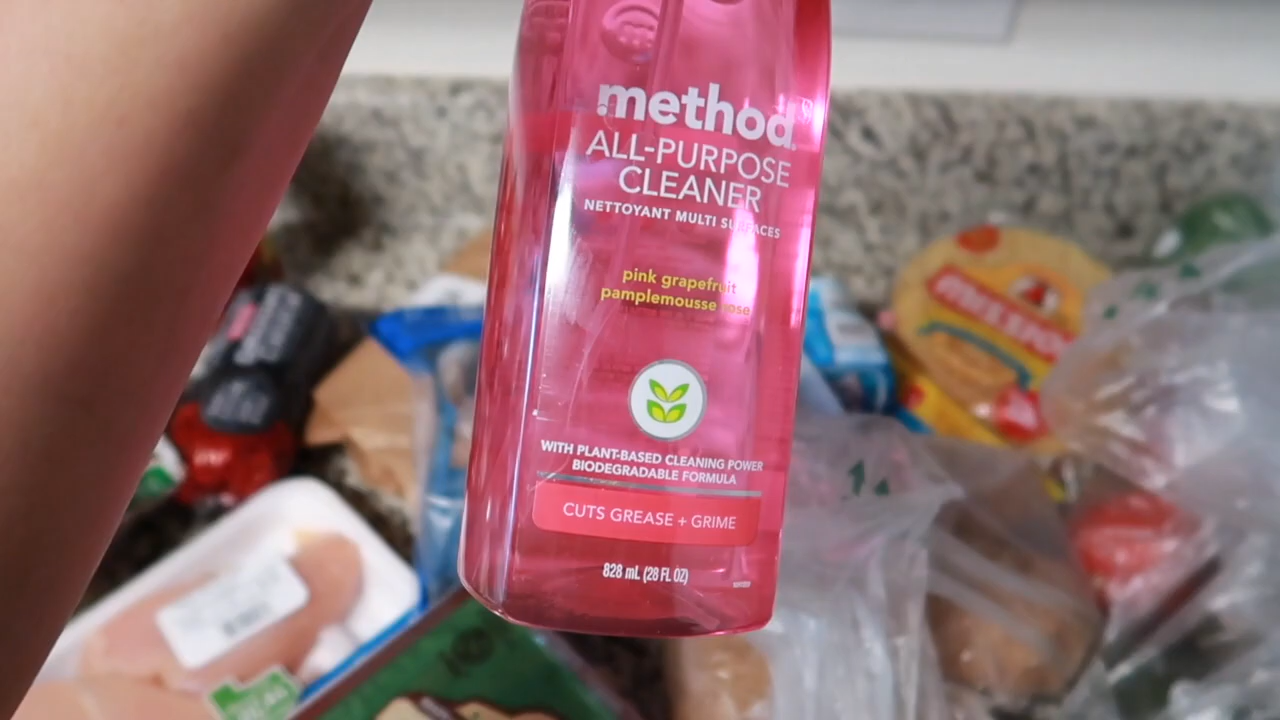 method
ALL-PURPOSE
CLEANER
NETTOYANT MULTI SURFACES
pink grapefruit
pamplemousse rose
WITH PLANT-BASED CLEANING POWER
BIODEGRADABLE FORMULA
CUTS GREASE + GRIME
828 mL (28 FL OZ)